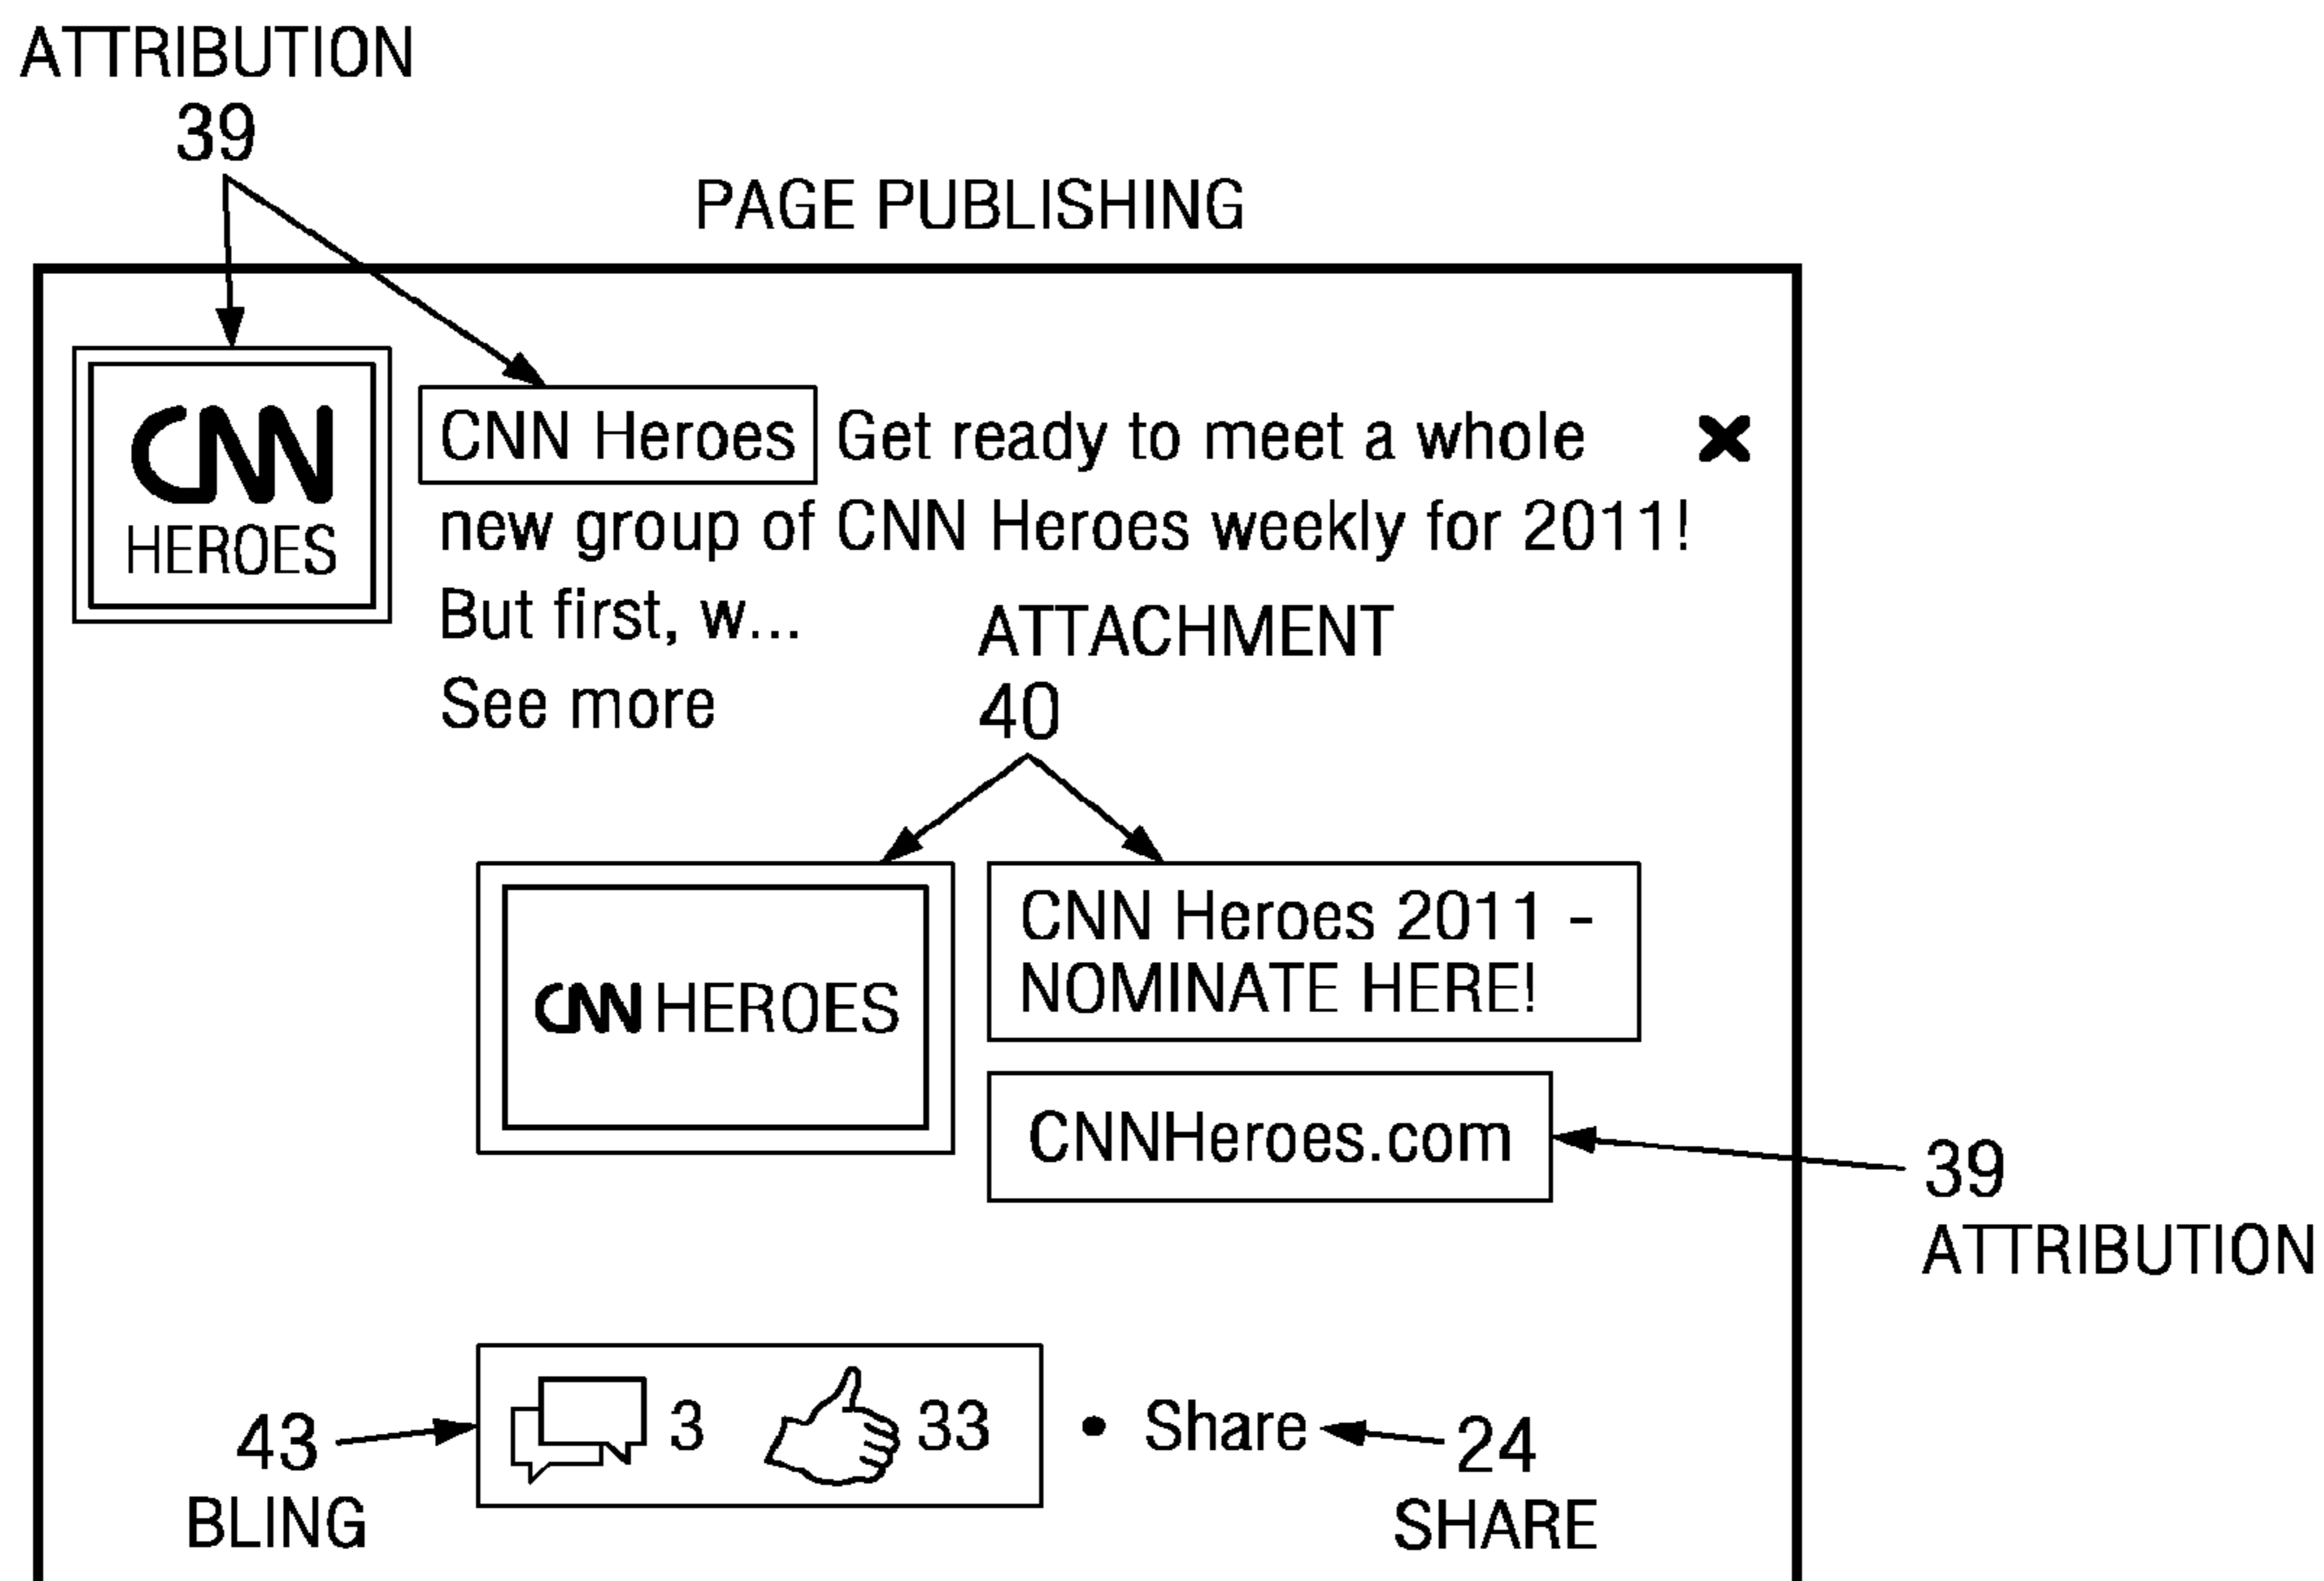 ATTRIBUTION
39
PAGE PUBLISHING
CNN
HEROES
CNN Heroes Get ready to meet a whole
new group of CNN Heroes weekly for 2011!
But first, w...
See more
ATTACHMENT
40
CNN HEROES
CNN Heroes 2011 -
NOMINATE HERE!
CNNHeroes.com
39
ATTRIBUTION
43
BLING
3 33 • Share
24
SHARE